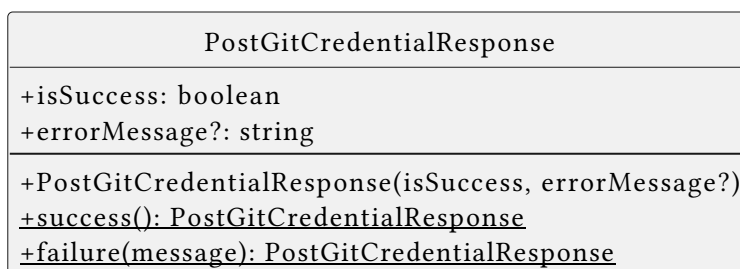 PostGitCredentialResponse
+isSuccess: boolean
+errorMessage?: string
+PostGitCredentialResponse(isSuccess, errorMessage?)
+success(): PostGitCredentialResponse
+failure(message): PostGitCredentialResponse